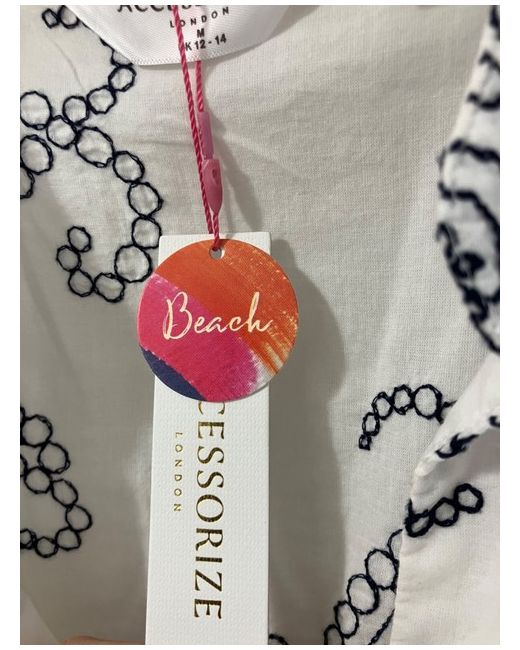 LONDON
M
K 12 - 14
Beach
CESSORIZE
LONDON